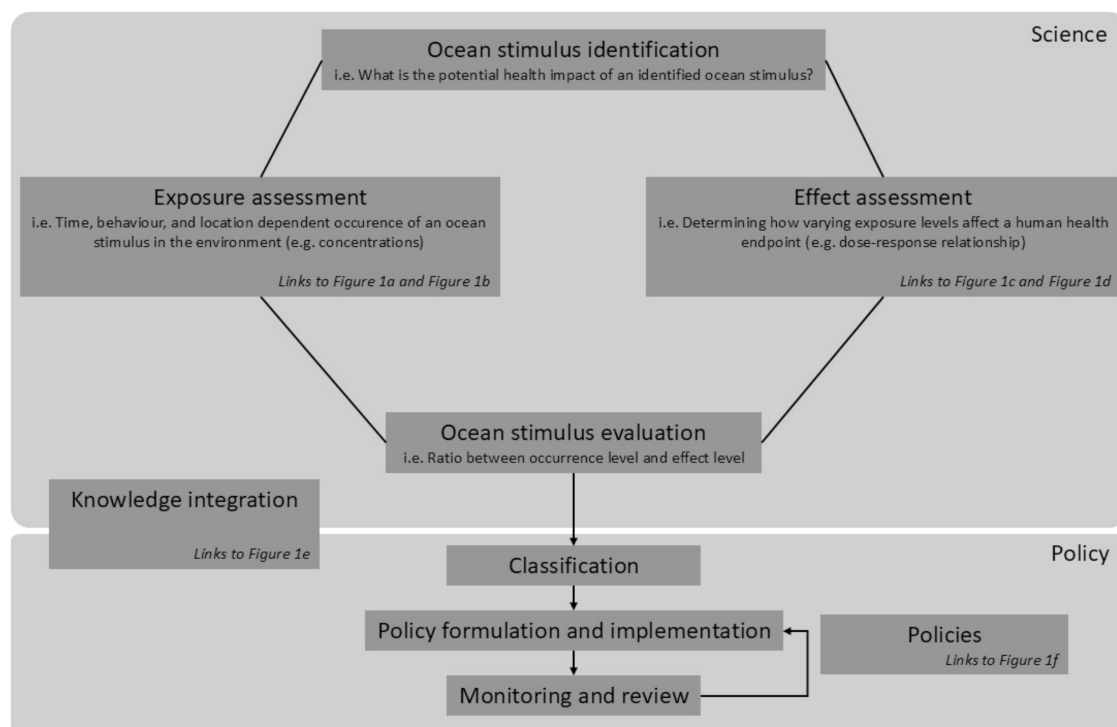 Science
Ocean stimulus identification
i.e. What is the potential health impact of an identified ocean stimulus?
Exposure assessment
i.e. Time, behaviour, and location dependent occurence of an ocean
stimulus in the environment (e.g. concentrations)
Links to Figure 1a and Figure 1b
Effect assessment
i.e. Determining how varying exposure levels affect a human health
endpoint (e.g. dose-response relationship)
Links to Figure 1c and Figure 1d
Ocean stimulus evaluation
i.e. Ratio between occurrence level and effect level
Knowledge integration
Links to Figure 1e
Policy
Classification
Policy formulation and implementation
Policies
Links to Figure 1f
Monitoring and review